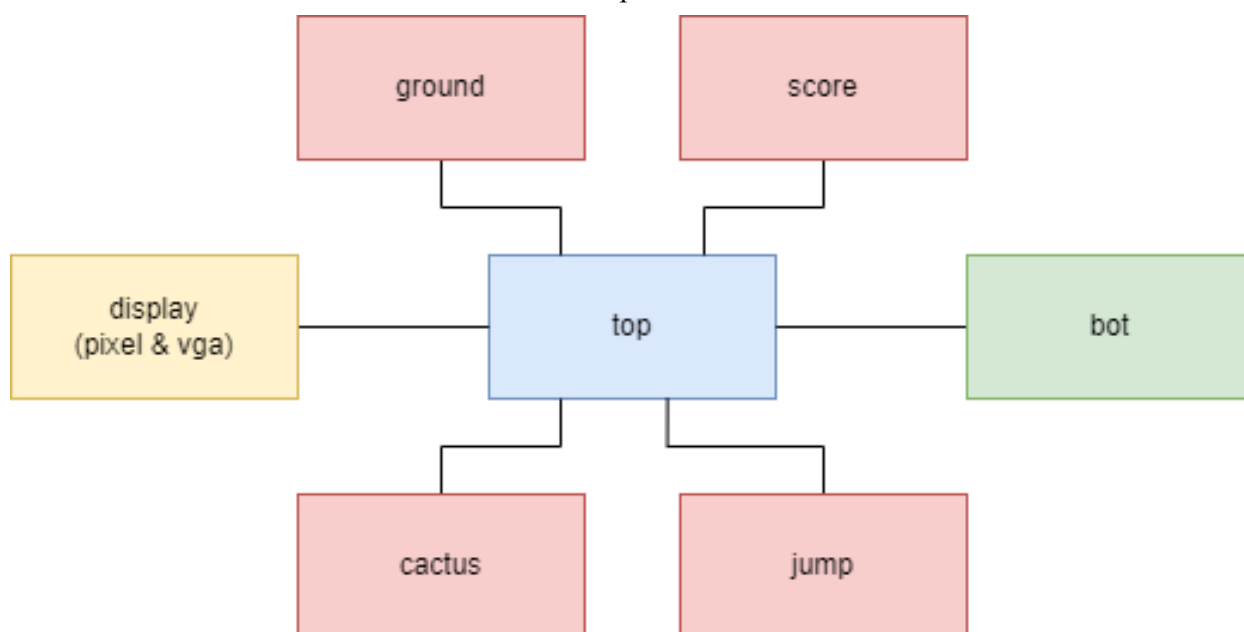 ground
score
display
(pixel & vga)
top
bot
cactus
jump